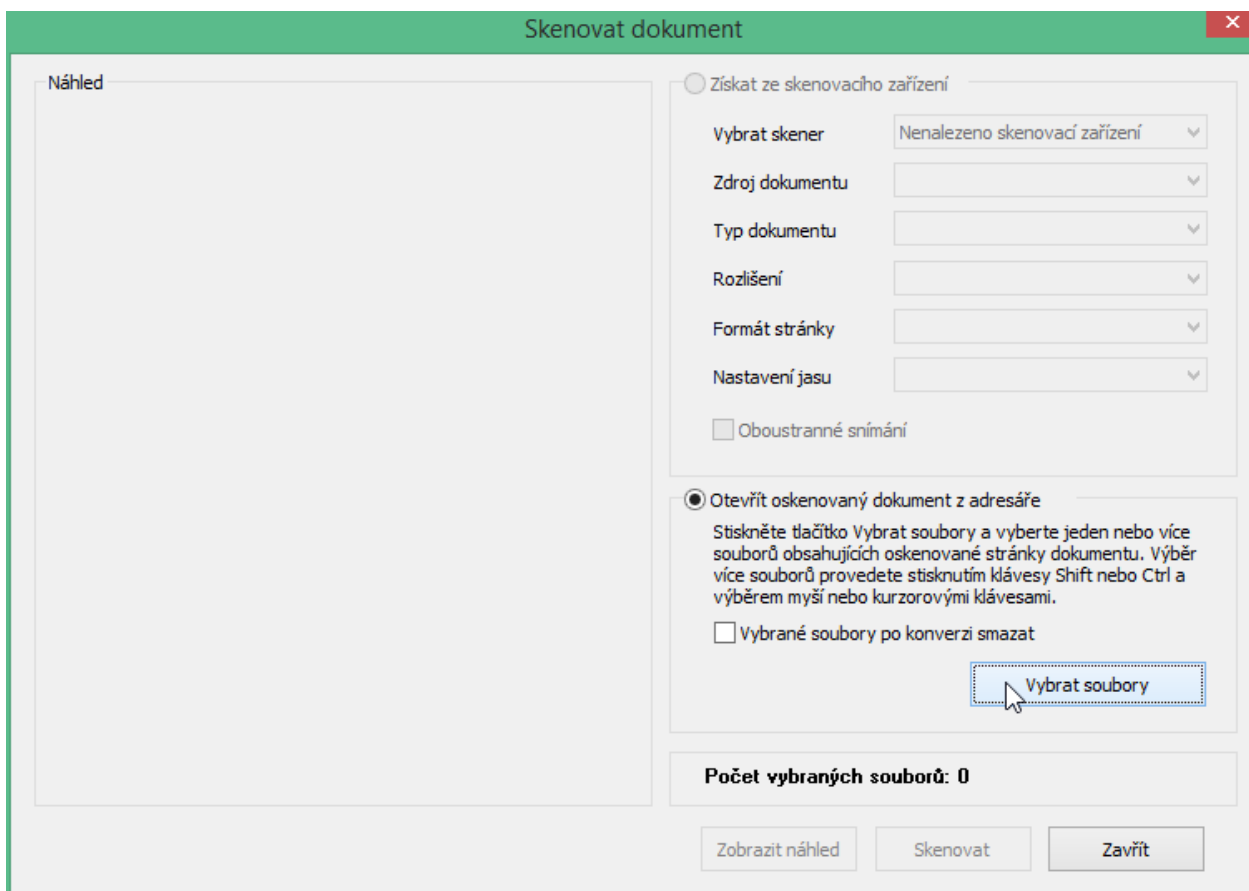 Skenovat dokument
Náhled
Získat ze skenovacího zařízení
Vybrat skener
Nenalezeno skenovací zařízení
Zdroj dokumentu
Typ dokumentu
Rozlišení
Formát stránky
Nastavení jasu
Oboustranné snímání
Otevřít oskenovaný dokument z adresáře
Stiskněte tlačítko Vybrat soubory a vyberte jeden nebo více
souborů obsahujících oskenované stránky dokumentu. Výběr
více souborů provedete stisknutím klávesy Shift nebo Ctrl a
výběrem myší nebo kurzorovými klávesami.
Vybrané soubory po konverzi smazat
Vybrat soubory
Počet vybraných souborů: 0
Zobrazit náhled
Skenovat
Zavřít